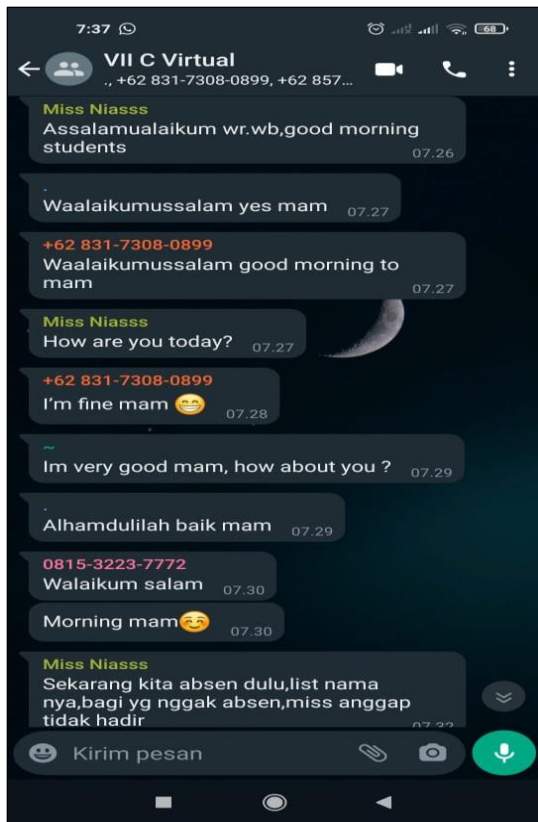 7:37
68
VII C Virtual
., +62 831-7308-0899, +62 857...
Miss Niasss
Assalamualaikum wr.wb,good morning
students
07.26
.
Waalaikumussalam yes mam 07.27
+62 831-7308-0899
Waalaikumussalam good morning to
mam
07.27
Miss Niasss
How are you today? 07.27
+62 831-7308-0899
I'm fine mam 😁 07.28
~
Im very good mam, how about you ? 07.29
.
Alhamdulilah baik mam 07.29
0815-3223-7772
Walaikum salam 07.30
Morning mam☺️ 07.30
Miss Niasss
Sekarang kita absen dulu,list nama
nya,bagi yg nggak absen,miss anggap
tidak hadir 07.32
Kirim pesan